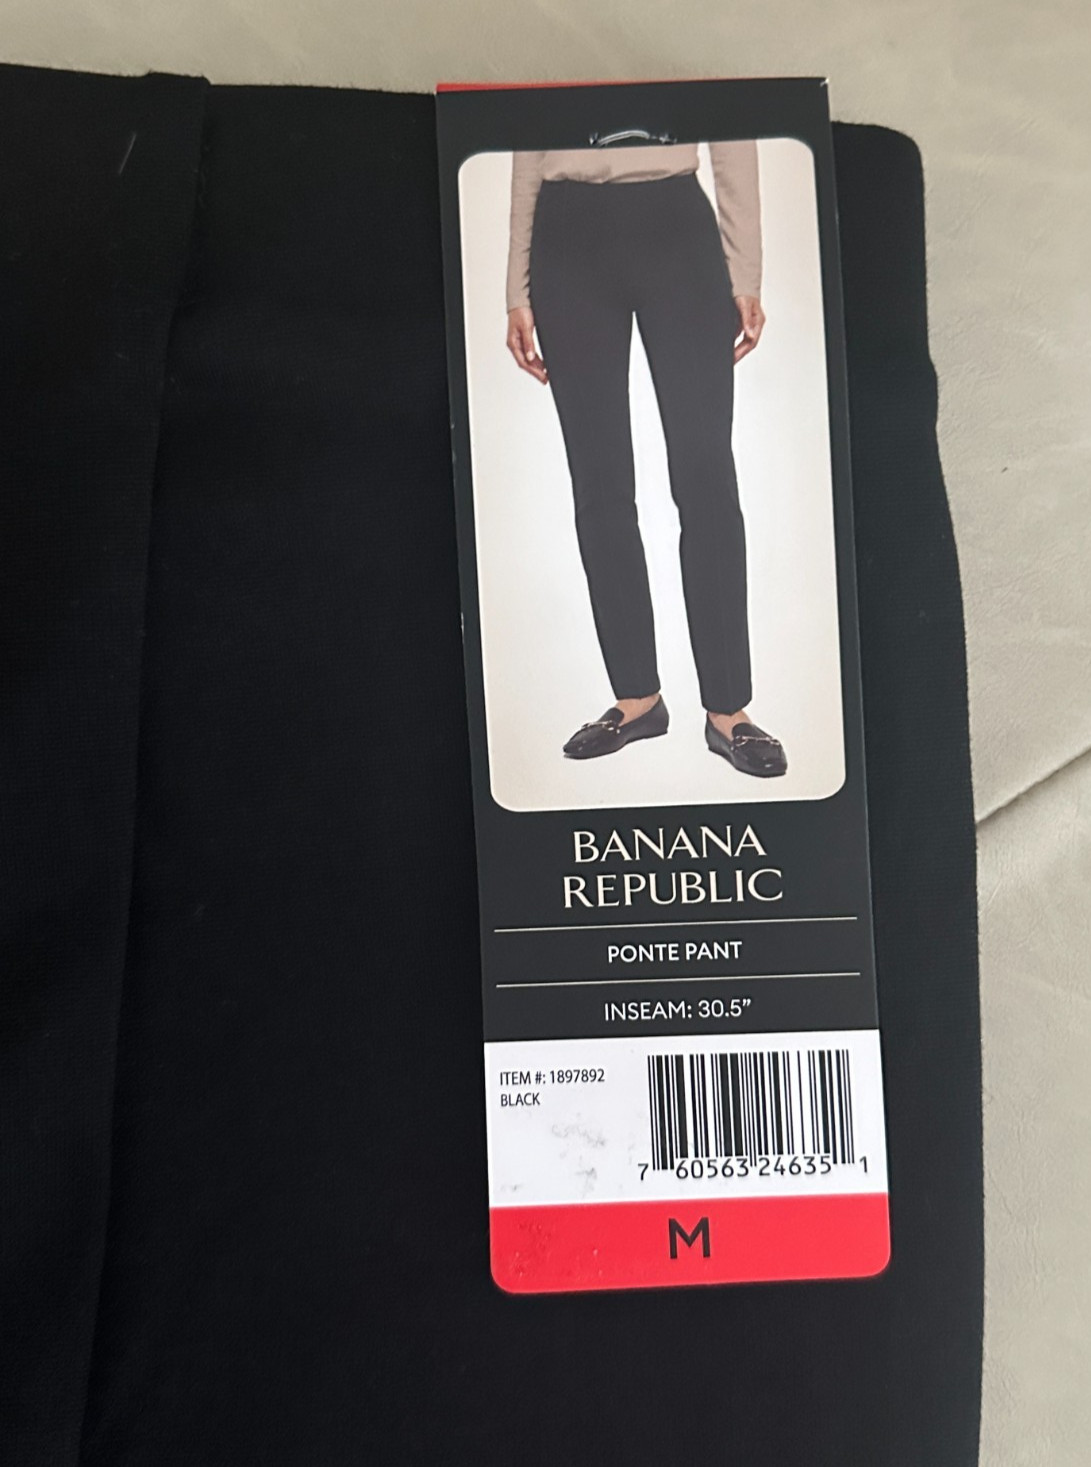 BANANA
REPUBLIC
PONTE PANT
INSEAM: 30.5”
ITEM #: 1897892
BLACK
7 60563 24635 1
M